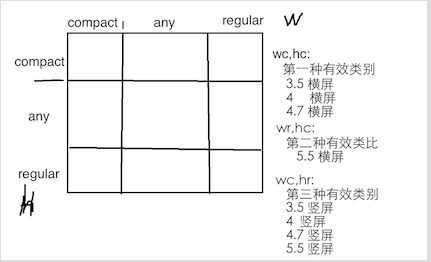 compact any regular W
compact
any
regular
h
wc,hc:
第一种有效类别
3.5 横屏
4 横屏
4.7 横屏
wr,hc:
第二种有效类比
5.5 横屏
wc,hr:
第三种有效类别
3.5 竖屏
4 竖屏
4.7 竖屏
5.5 竖屏